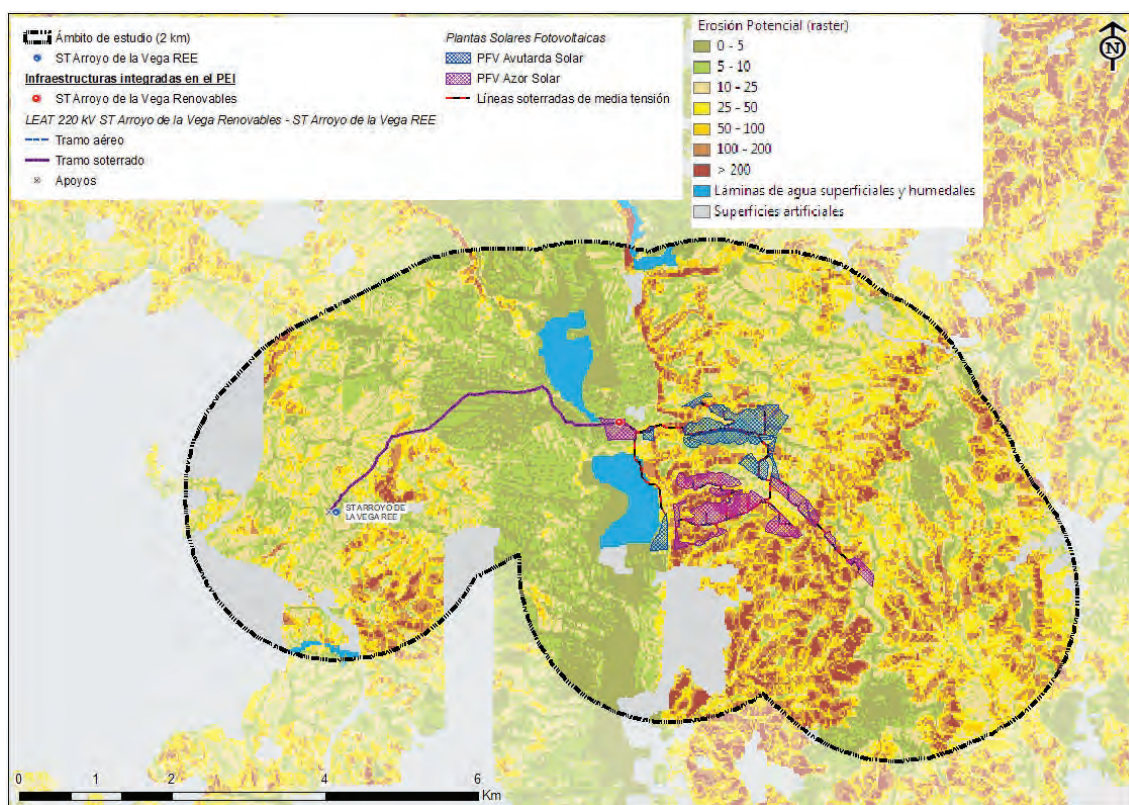 Ámbito de estudio (2 km)
ST Arroyo de la Vega REE
Infraestructuras integradas en el PEI
ST Arroyo de la Vega Renovables
LEAT 220 kV ST Arroyo de la Vega Renovables - ST Arroyo de la Vega REE
Tramo aéreo
Tramo soterrado
Apoyos
Plantas Solares Fotovoltaicas
PFV Avutarda Solar
PFV Azor Solar
Líneas soterradas de media tensión
Erosión Potencial (raster)
0 - 5
5 - 10
10 - 25
25 - 50
50 - 100
100 - 200
> 200
Láminas de agua superficiales y humedales
Superficies artificiales
N
ST ARROYO DE
LA VEGA REE
0 1 2 4 6
Km